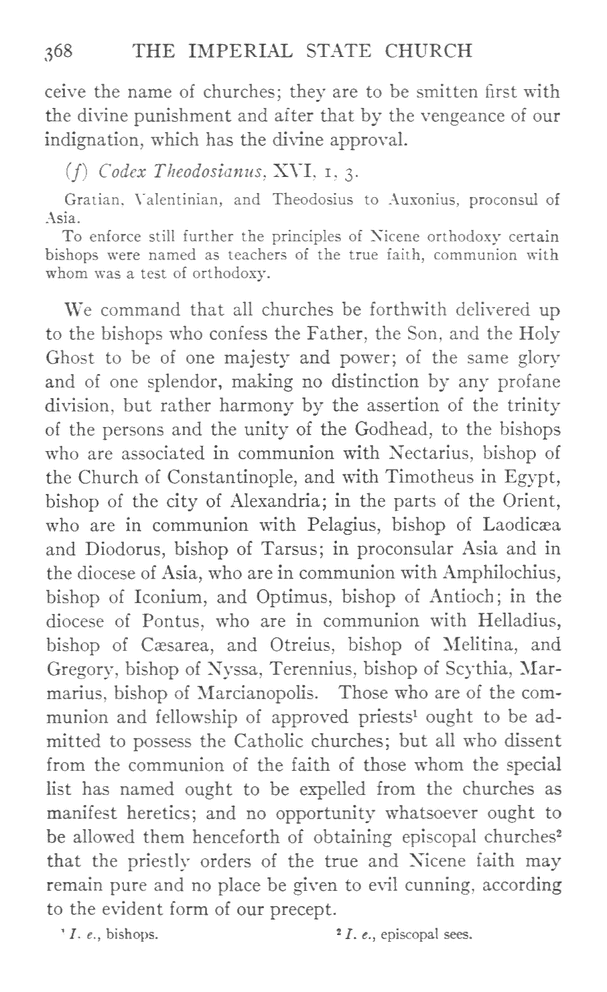 368 THE IMPERIAL STATE CHURCH
ceive the name of churches; they are to be smitten first with
the divine punishment and after that by the vengeance of our
indignation, which has the divine approval.
(f) Codex Theodosianus, XVI, 1, 3.
Gratian, Valentinian, and Theodosius to Auxonius, proconsul of
Asia.
To enforce still further the principles of Nicene orthodoxy certain
bishops were named as teachers of the true faith, communion with
whom was a test of orthodoxy.
We command that all churches be forthwith delivered up
to the bishops who confess the Father, the Son, and the Holy
Ghost to be of one majesty and power; of the same glory
and of one splendor, making no distinction by any profane
division, but rather harmony by the assertion of the trinity
of the persons and the unity of the Godhead, to the bishops
who are associated in communion with Nectarius, bishop of
the Church of Constantinople, and with Timotheus in Egypt,
bishop of the city of Alexandria; in the parts of the Orient,
who are in communion with Pelagius, bishop of Laodicæa
and Diodorus, bishop of Tarsus; in proconsular Asia and in
the diocese of Asia, who are in communion with Amphilochius,
bishop of Iconium, and Optimus, bishop of Antioch; in the
diocese of Pontus, who are in communion with Helladius,
bishop of Cæsarea, and Otreius, bishop of Melitina, and
Gregory, bishop of Nyssa, Terennius, bishop of Scythia, Mar-
marius, bishop of Marcianopolis. Those who are of the com-
munion and fellowship of approved priests¹ ought to be ad-
mitted to possess the Catholic churches; but all who dissent
from the communion of the faith of those whom the special
list has named ought to be expelled from the churches as
manifest heretics; and no opportunity whatsoever ought to
be allowed them henceforth of obtaining episcopal churches²
that the priestly orders of the true and Nicene faith may
remain pure and no place be given to evil cunning, according
to the evident form of our precept.
¹ I. e., bishops. ² I. e., episcopal sees.